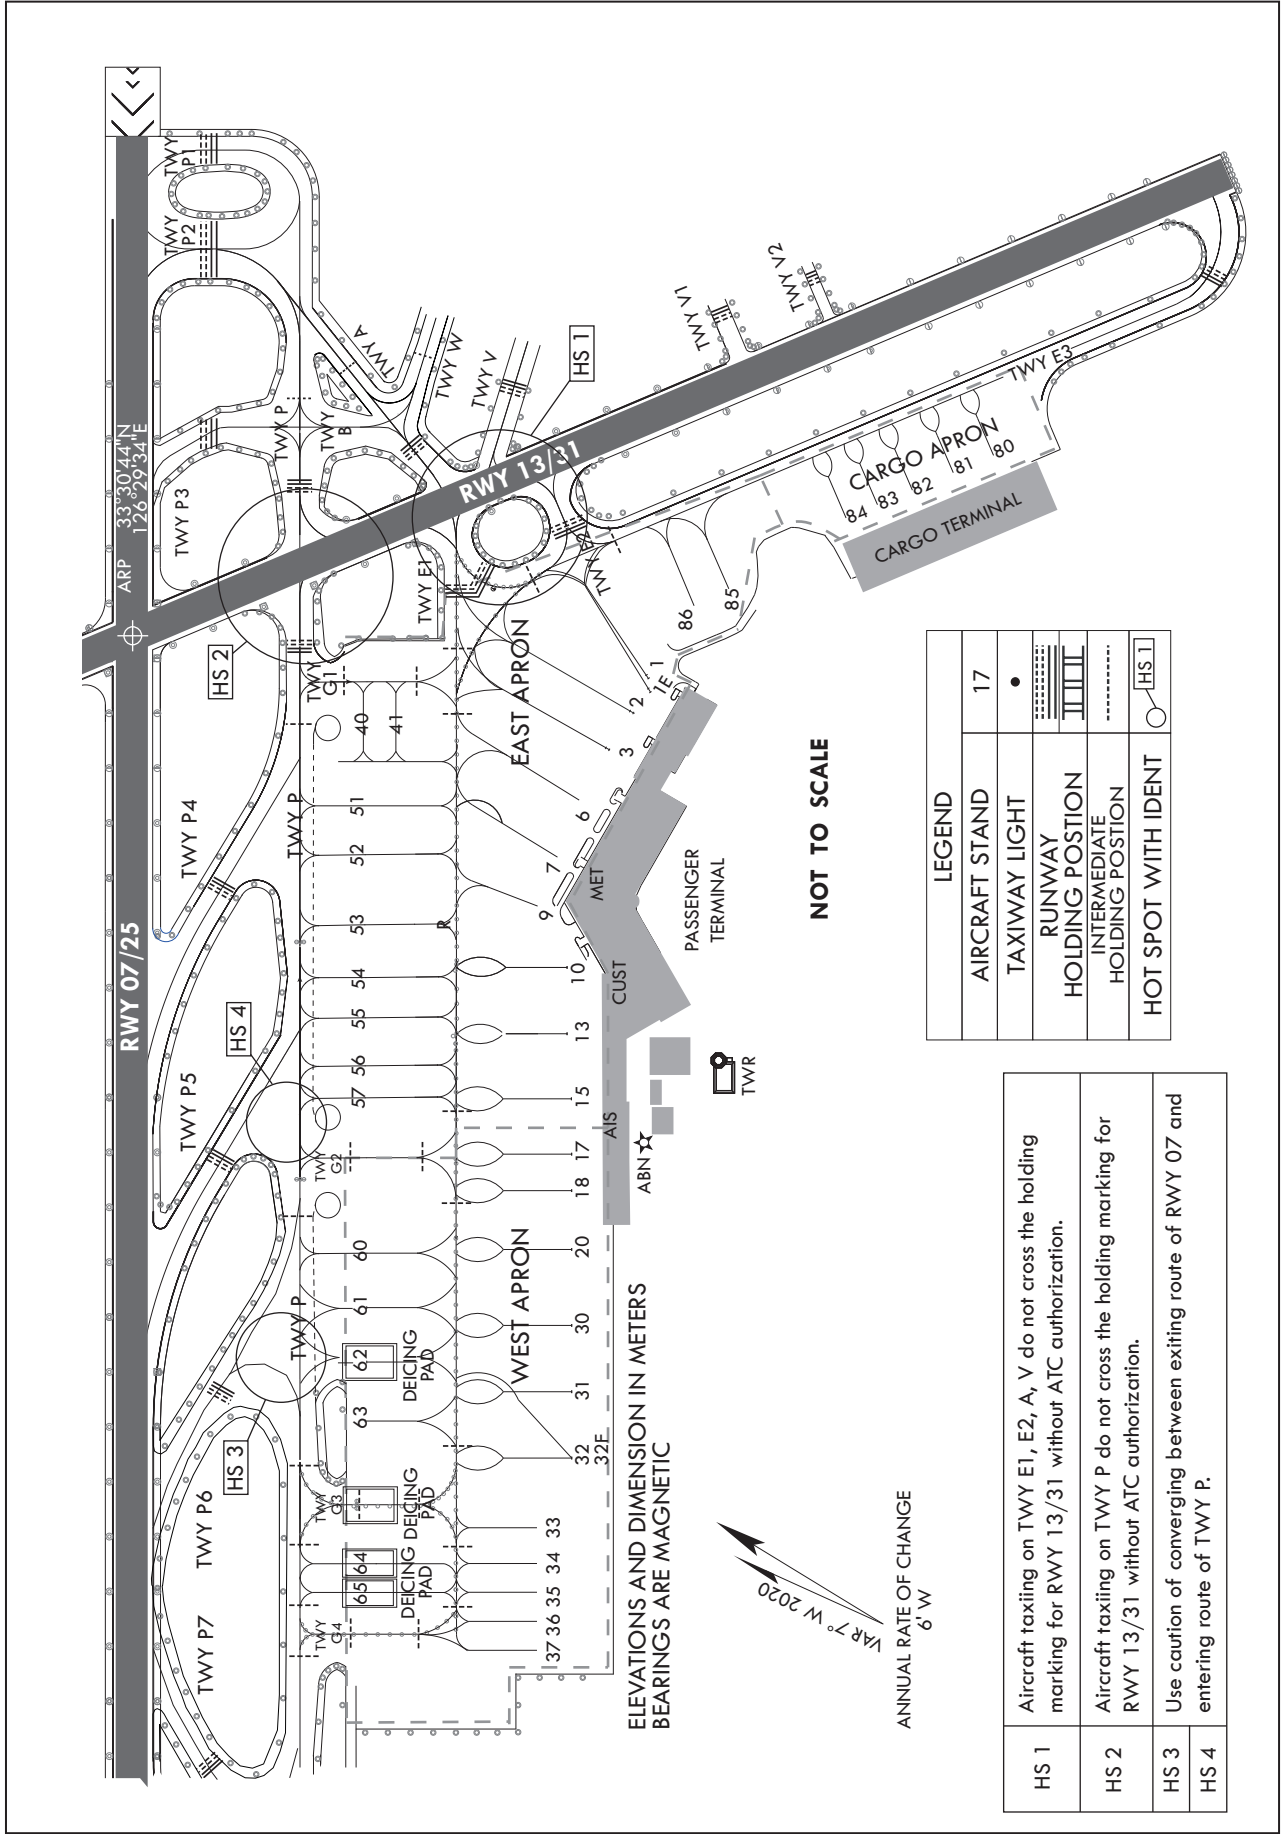 RWY 07/25
ARP
33°30'44"N
126°29'34"E
TWY P7
TWY P6
TWY P5
TWY P4
TWY P3
TWY
P2
TWY
P1
HS 3
HS 4
HS 2
HS 1
TWY P
TWY P
TWY P
TWY
B
TWY A
TWY W
TWY V
TWY V1
TWY V2
RWY 13/31
TWY
G4
TWY
G3
TWY
G2
TWY
G1
TWY E1
TWY E2
TWY E3
65
64
63
62
61
60
57
56
55
54
53
52
51
41
40
DEICING
PAD
DEICING
PAD
DEICING
PAD
R
WEST APRON
EAST APRON
37
36
35
34
33
32
32F
31
30
20
18
17
15
13
10
9
7
6
3
2
1E
1
86
85
84
83
82
81
80
CARGO APRON
CARGO TERMINAL
MET
CUST
AIS
ABN
TWR
PASSENGER
TERMINAL
ELEVATIONS AND DIMENSION IN METERS
BEARINGS ARE MAGNETIC
NOT TO SCALE
VAR 7° W 2020
ANNUAL RATE OF CHANGE
6' W
LEGEND
AIRCRAFT STAND
17
TAXIWAY LIGHT
RUNWAY
HOLDING POSTION
INTERMEDIATE
HOLDING POSTION
HOT SPOT WITH IDENT
HS 1
HS 1
Aircraft taxiing on TWY E1, E2, A, V do not cross the holding
marking for RWY 13/31 without ATC authorization.
HS 2
Aircraft taxiing on TWY P do not cross the holding marking for
RWY 13/31 without ATC authorization.
HS 3
HS 4
Use caution of converging between exiting route of RWY 07 and
entering route of TWY P.